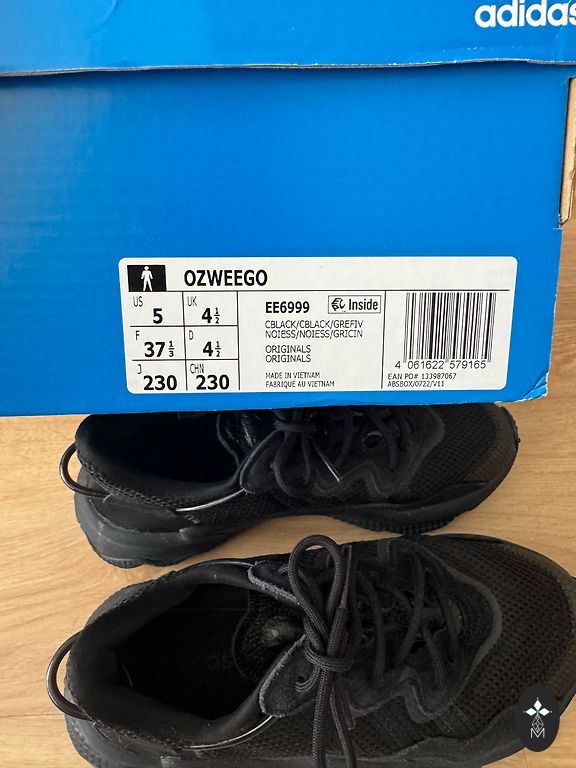 adidas
OZWEEGO
US 5 UK 4½
F 37⅓ D 4½
J 230 CHN 230
EE6999
Inside
CBLACK/CBLACK/GREFIV
NOIESS/NOIESS/GRICIN
ORIGINALS
ORIGINALS
MADE IN VIETNAM
FABRIQUE AU VIETNAM
4 061622 579165
EAN PO# 133987067
ABSBOX/0722/V11
adidas